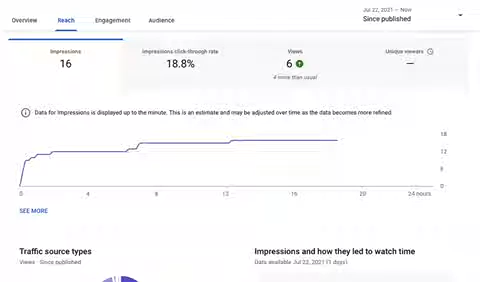 Jul 22, 2021 – Now
Overview Reach Engagement Audience
Since published
Impressions
16
Impressions click-through rate
18.8%
Views
6
4 more than usual
Unique viewers
—
Data for Impressions is displayed up to the minute. This is an estimate and may be adjusted over time as the data becomes more refined.
18
12
6
0
0 4 8 12 16 20 24 hours
SEE MORE
Traffic source types
Views · Since published
Impressions and how they led to watch time
Data available Jul 22, 2021 (1 days)